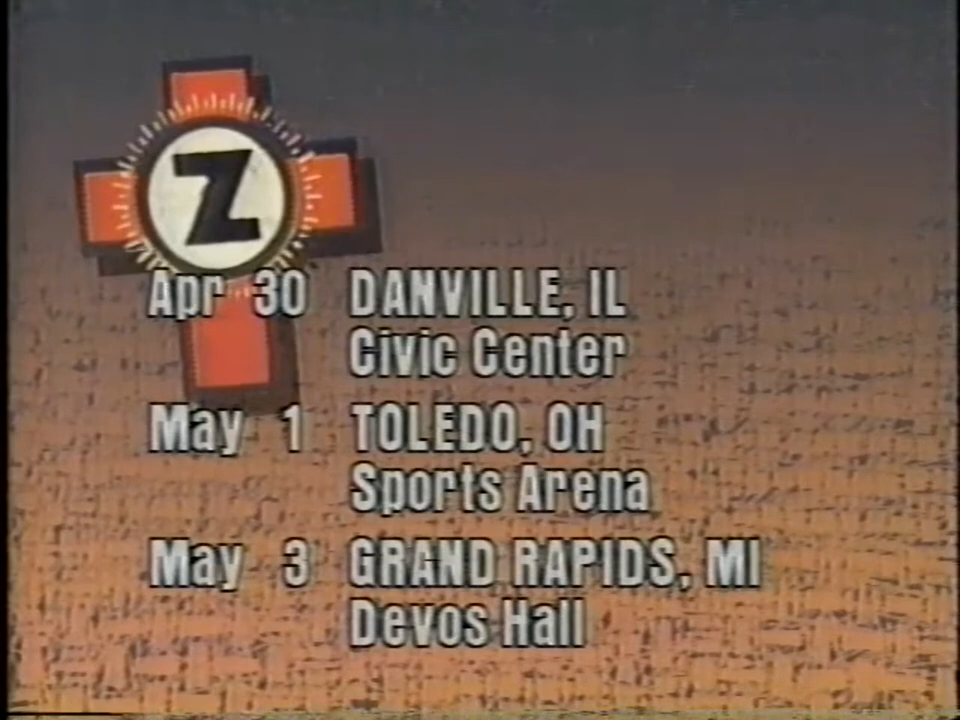 Z
Apr 30 DANVILLE, IL
Civic Center
May 1 TOLEDO, OH
Sports Arena
May 3 GRAND RAPIDS, MI
Devos Hall